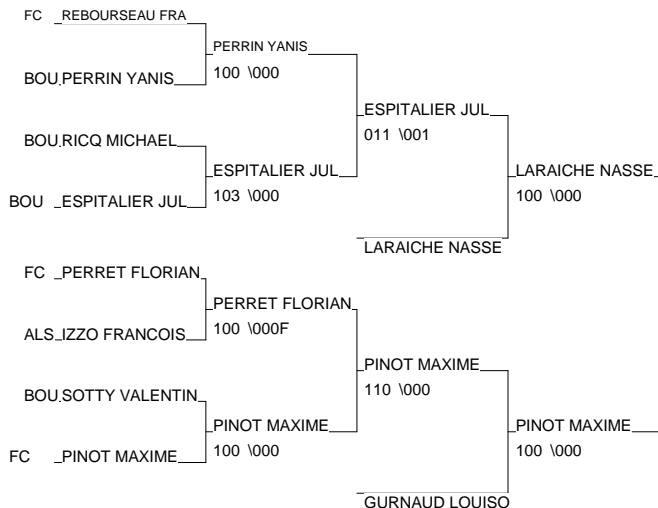 FC REBOURSEAU FRA
PERRIN YANIS
100 \000
BOU PERRIN YANIS
ESPITALIER JUL
011 \001
BOU RICQ MICHAEL
ESPITALIER JUL
103 \000
LARAICHE NASSE
100 \000
BOU ESPITALIER JUL
LARAICHE NASSE
FC PERRET FLORIAN
PERRET FLORIAN
100 \000F
ALS IZZO FRANCOIS
PINOT MAXIME
110 \000
BOU SOTTY VALENTIN
PINOT MAXIME
100 \000
PINOT MAXIME
100 \000
FC PINOT MAXIME
GURNAUD LOUISO